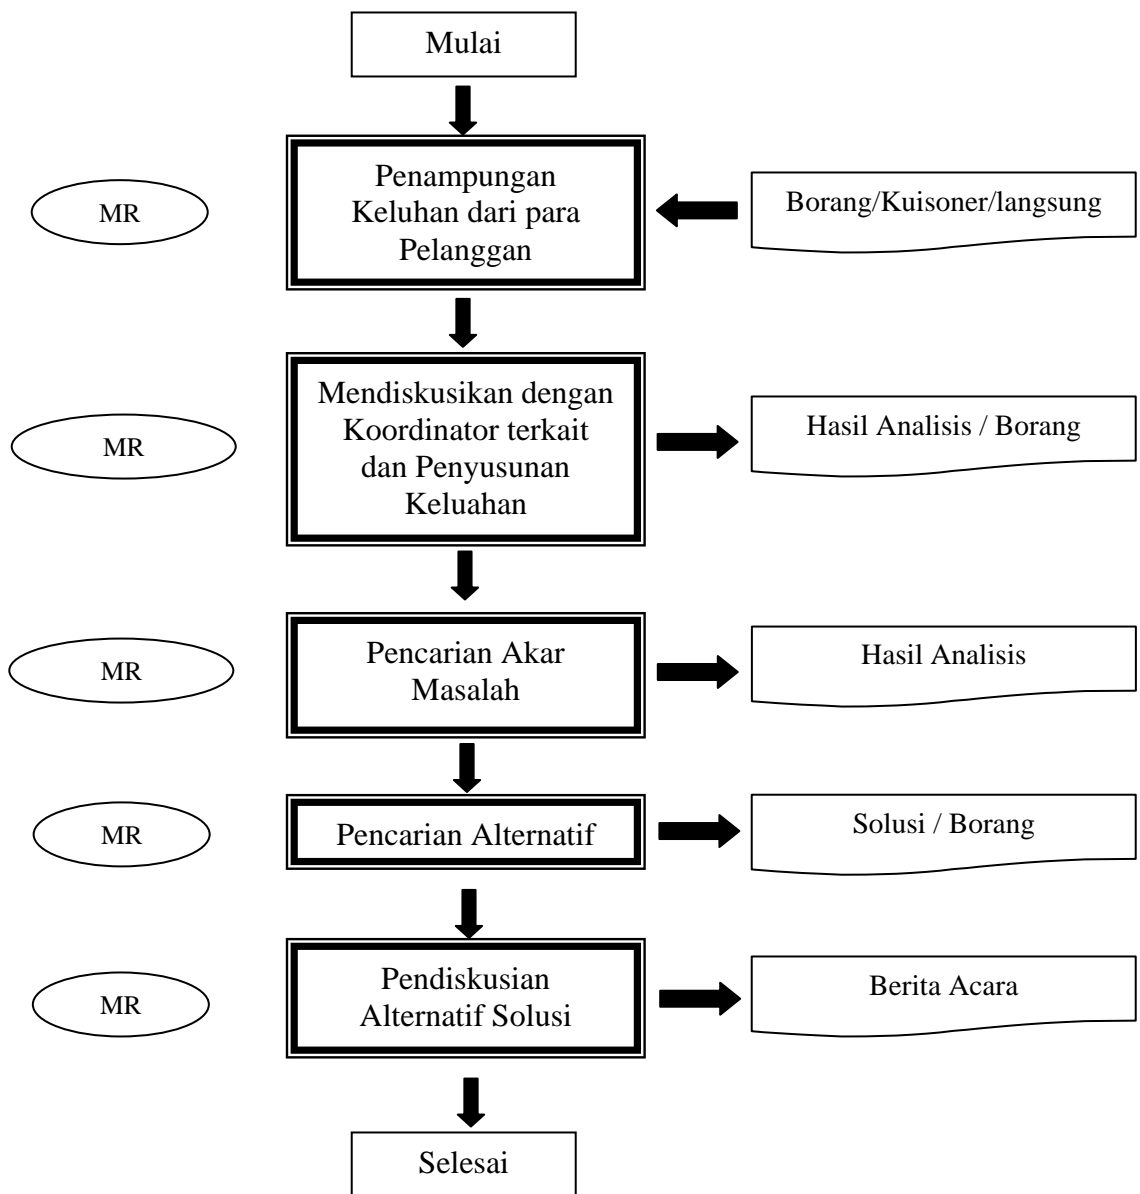 Mulai
MR
Penampungan
Keluhan dari para
Pelanggan
Borang/Kuisoner/langsung
MR
Mendiskusikan dengan
Koordinator terkait
dan Penyusunan
Keluahan
Hasil Analisis / Borang
MR
Pencarian Akar
Masalah
Hasil Analisis
MR
Pencarian Alternatif
Solusi / Borang
MR
Pendiskusian
Alternatif Solusi
Berita Acara
Selesai